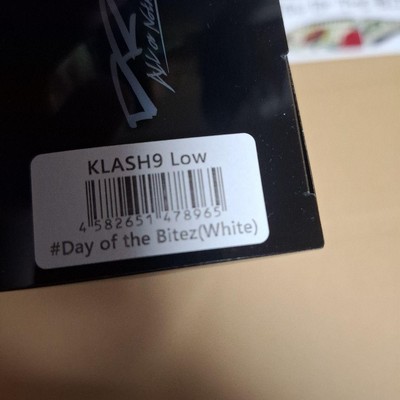 KLASH9 Low
4 582651 478965
#Day of the Bitez(White)